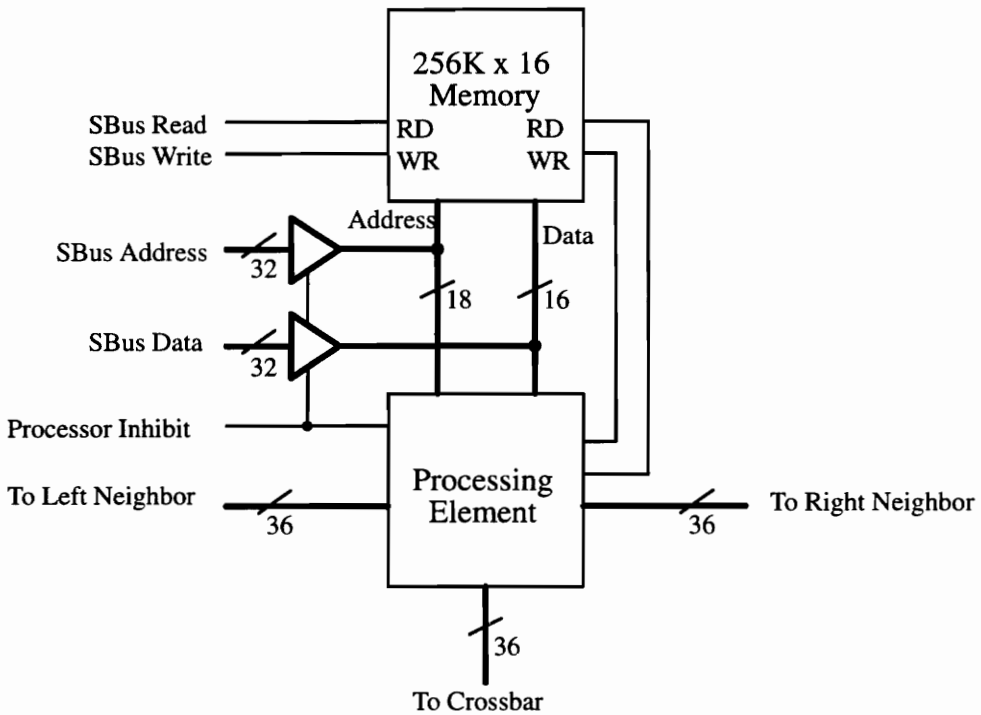 256K x 16
Memory
SBus Read
RD
RD
SBus Write
WR
WR
Address
Data
SBus Address
32
18
16
SBus Data
32
Processor Inhibit
Processing
Element
To Left Neighbor
36
To Right Neighbor
36
36
To Crossbar